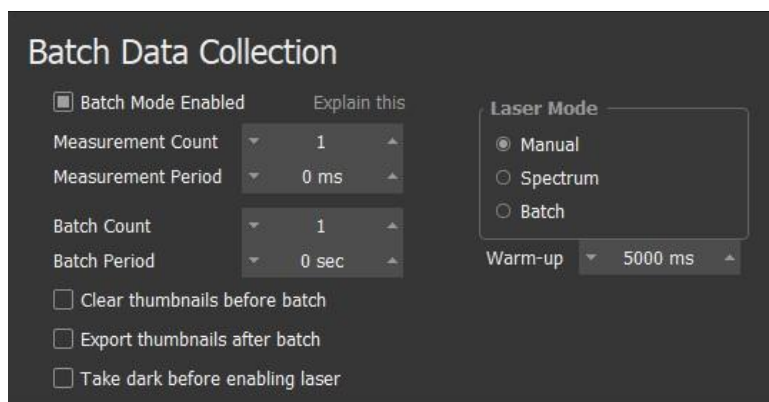 Batch Data Collection
Batch Mode Enabled Explain this
Measurement Count 1
Measurement Period 0 ms
Batch Count 1
Batch Period 0 sec
Clear thumbnails before batch
Export thumbnails after batch
Take dark before enabling laser
Laser Mode
Manual
Spectrum
Batch
Warm-up 5000 ms